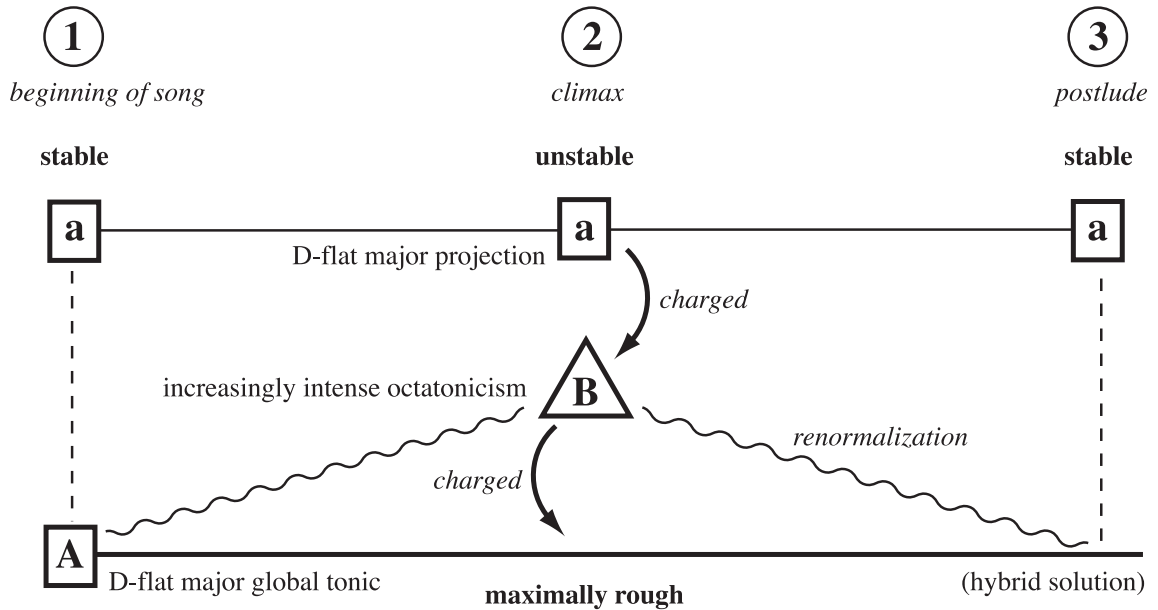 1 2 3
beginning of song climax postlude
stable unstable stable
a a a
D-flat major projection
charged
increasingly intense octatonicism B
renormalization
charged
A
D-flat major global tonic (hybrid solution)
maximally rough